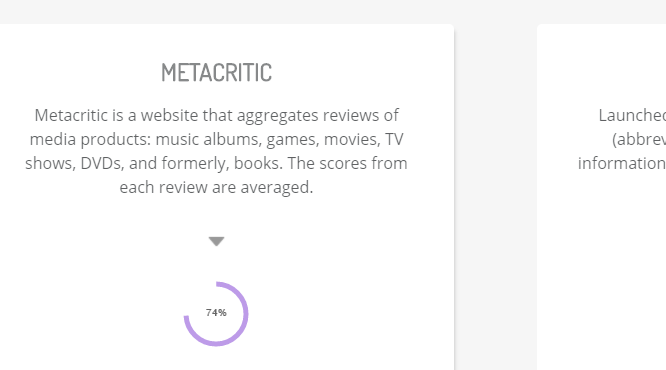 METACRITIC
Metacritic is a website that aggregates reviews of
media products: music albums, games, movies, TV
shows, DVDs, and formerly, books. The scores from
each review are averaged.
74%
Launched
(abbrev
information